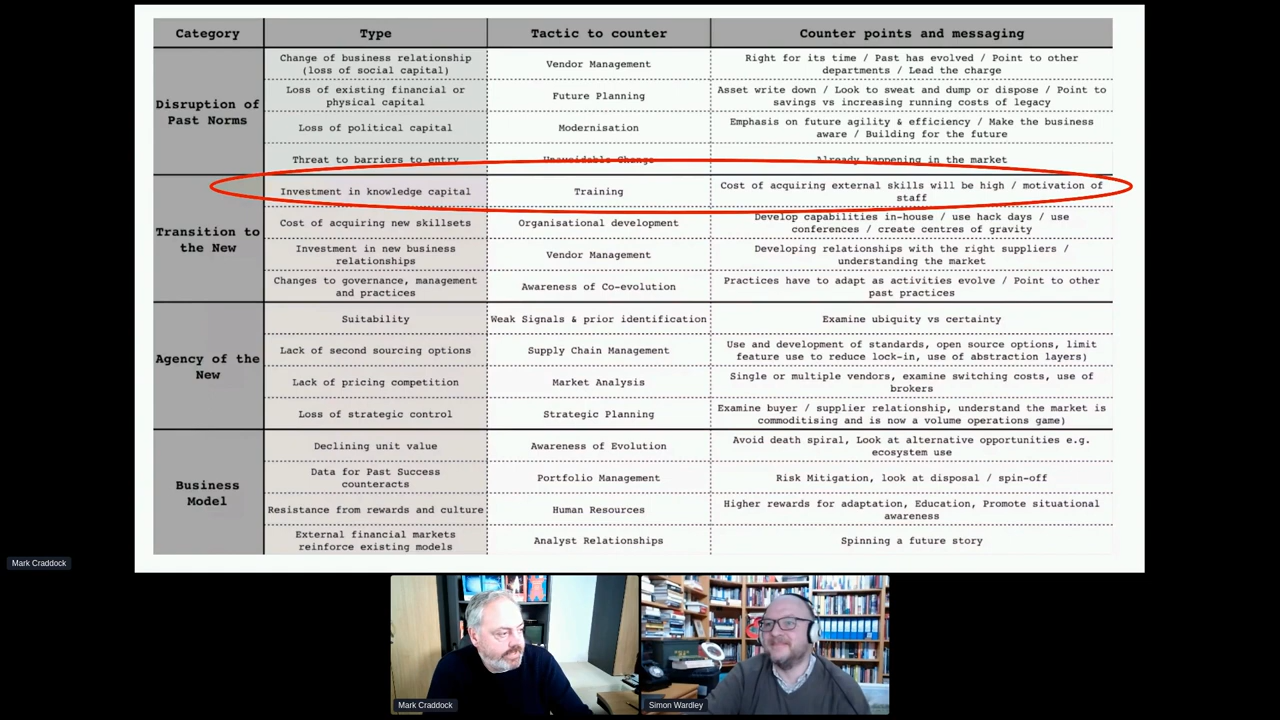 Category Type Tactic to counter Counter points and messaging
Disruption of
Past Norms
Change of business relationship
(loss of social capital)
Vendor Management
Right for its time / Past has evolved / Point to other
departments / Lead the charge
Loss of existing financial or
physical capital
Future Planning
Asset write down / Look to sweat and dump or dispose / Point to
savings vs increasing running costs of legacy
Loss of political capital
Modernisation
Emphasis on future agility & efficiency / Make the business
aware / Building for the future
Threat to barriers to entry
Unavoidable Change
Already happening in the market
Transition to
the New
Investment in knowledge capital
Training
Cost of acquiring external skills will be high / motivation of
staff
Cost of acquiring new skillsets
Organisational development
Develop capabilities in-house / use hack days / use
conferences / create centres of gravity
Investment in new business
relationships
Vendor Management
Developing relationships with the right suppliers /
understanding the market
Changes to governance, management
and practices
Awareness of Co-evolution
Practices have to adapt as activities evolve / Point to other
past practices
Agency of the
New
Suitability
Weak Signals & prior identification
Examine ubiquity vs certainty
Lack of second sourcing options
Supply Chain Management
Use and development of standards, open source options, limit
feature use to reduce lock-in, use of abstraction layers)
Lack of pricing competition
Market Analysis
Single or multiple vendors, examine switching costs, use of
brokers
Loss of strategic control
Strategic Planning
Examine buyer / supplier relationship, understand the market is
commoditising and is now a volume operations game)
Business
Model
Declining unit value
Awareness of Evolution
Avoid death spiral, Look at alternative opportunities e.g.
ecosystem use
Data for Past Success
counteracts
Portfolio Management
Risk Mitigation, look at disposal / spin-off
Resistance from rewards and culture
Human Resources
Higher rewards for adaptation, Education, Promote situational
awareness
External financial markets
reinforce existing models
Analyst Relationships
Spinning a future story
Mark Craddock
Mark Craddock
Simon Wardley